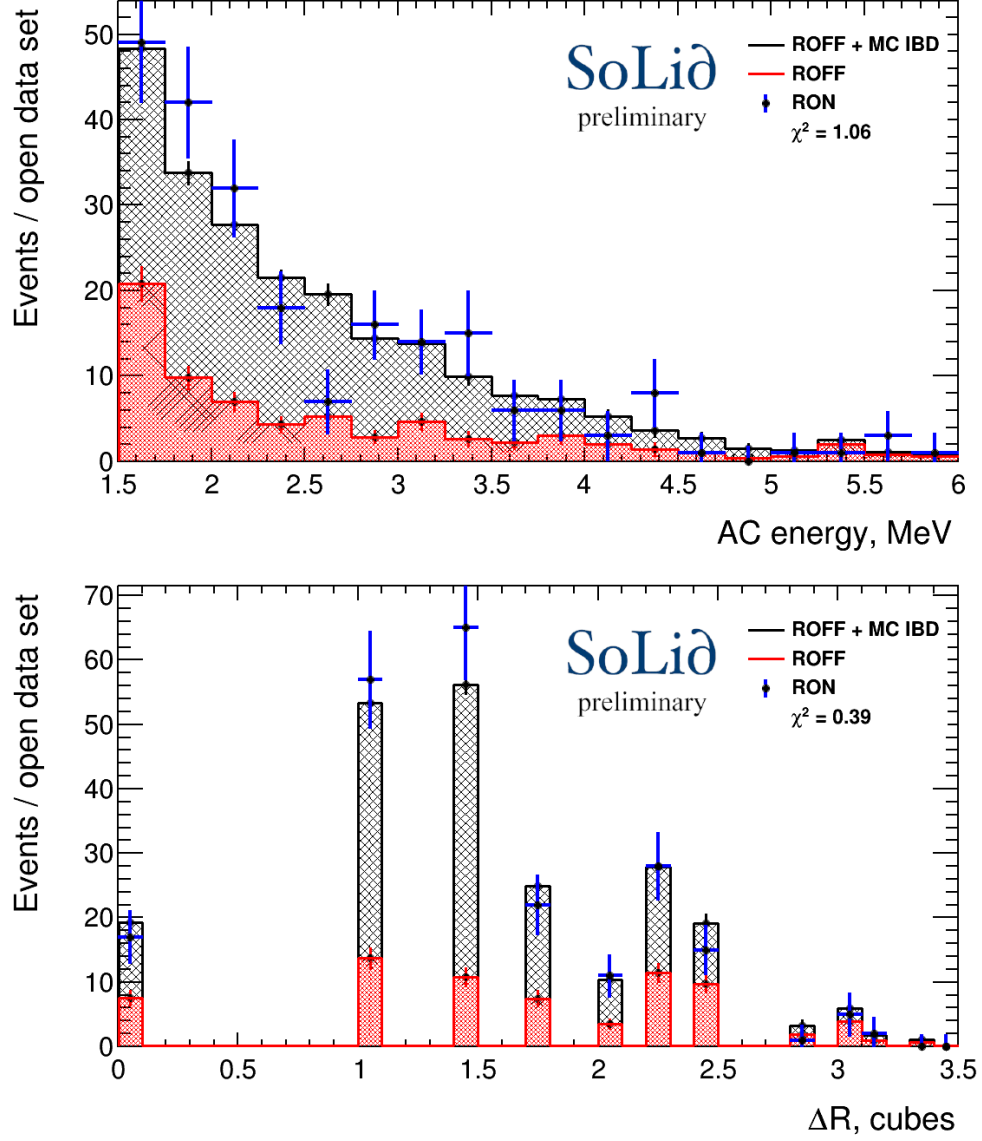 50
40
30
20
10
0
1.5 2 2.5 3 3.5 4 4.5 5 5.5 6
Events / open data set
AC energy, MeV
SoLi∂
preliminary
ROFF + MC IBD
ROFF
RON
χ² = 1.06
70
60
50
40
30
20
10
0
0 0.5 1 1.5 2 2.5 3 3.5
Events / open data set
ΔR, cubes
SoLi∂
preliminary
ROFF + MC IBD
ROFF
RON
χ² = 0.39